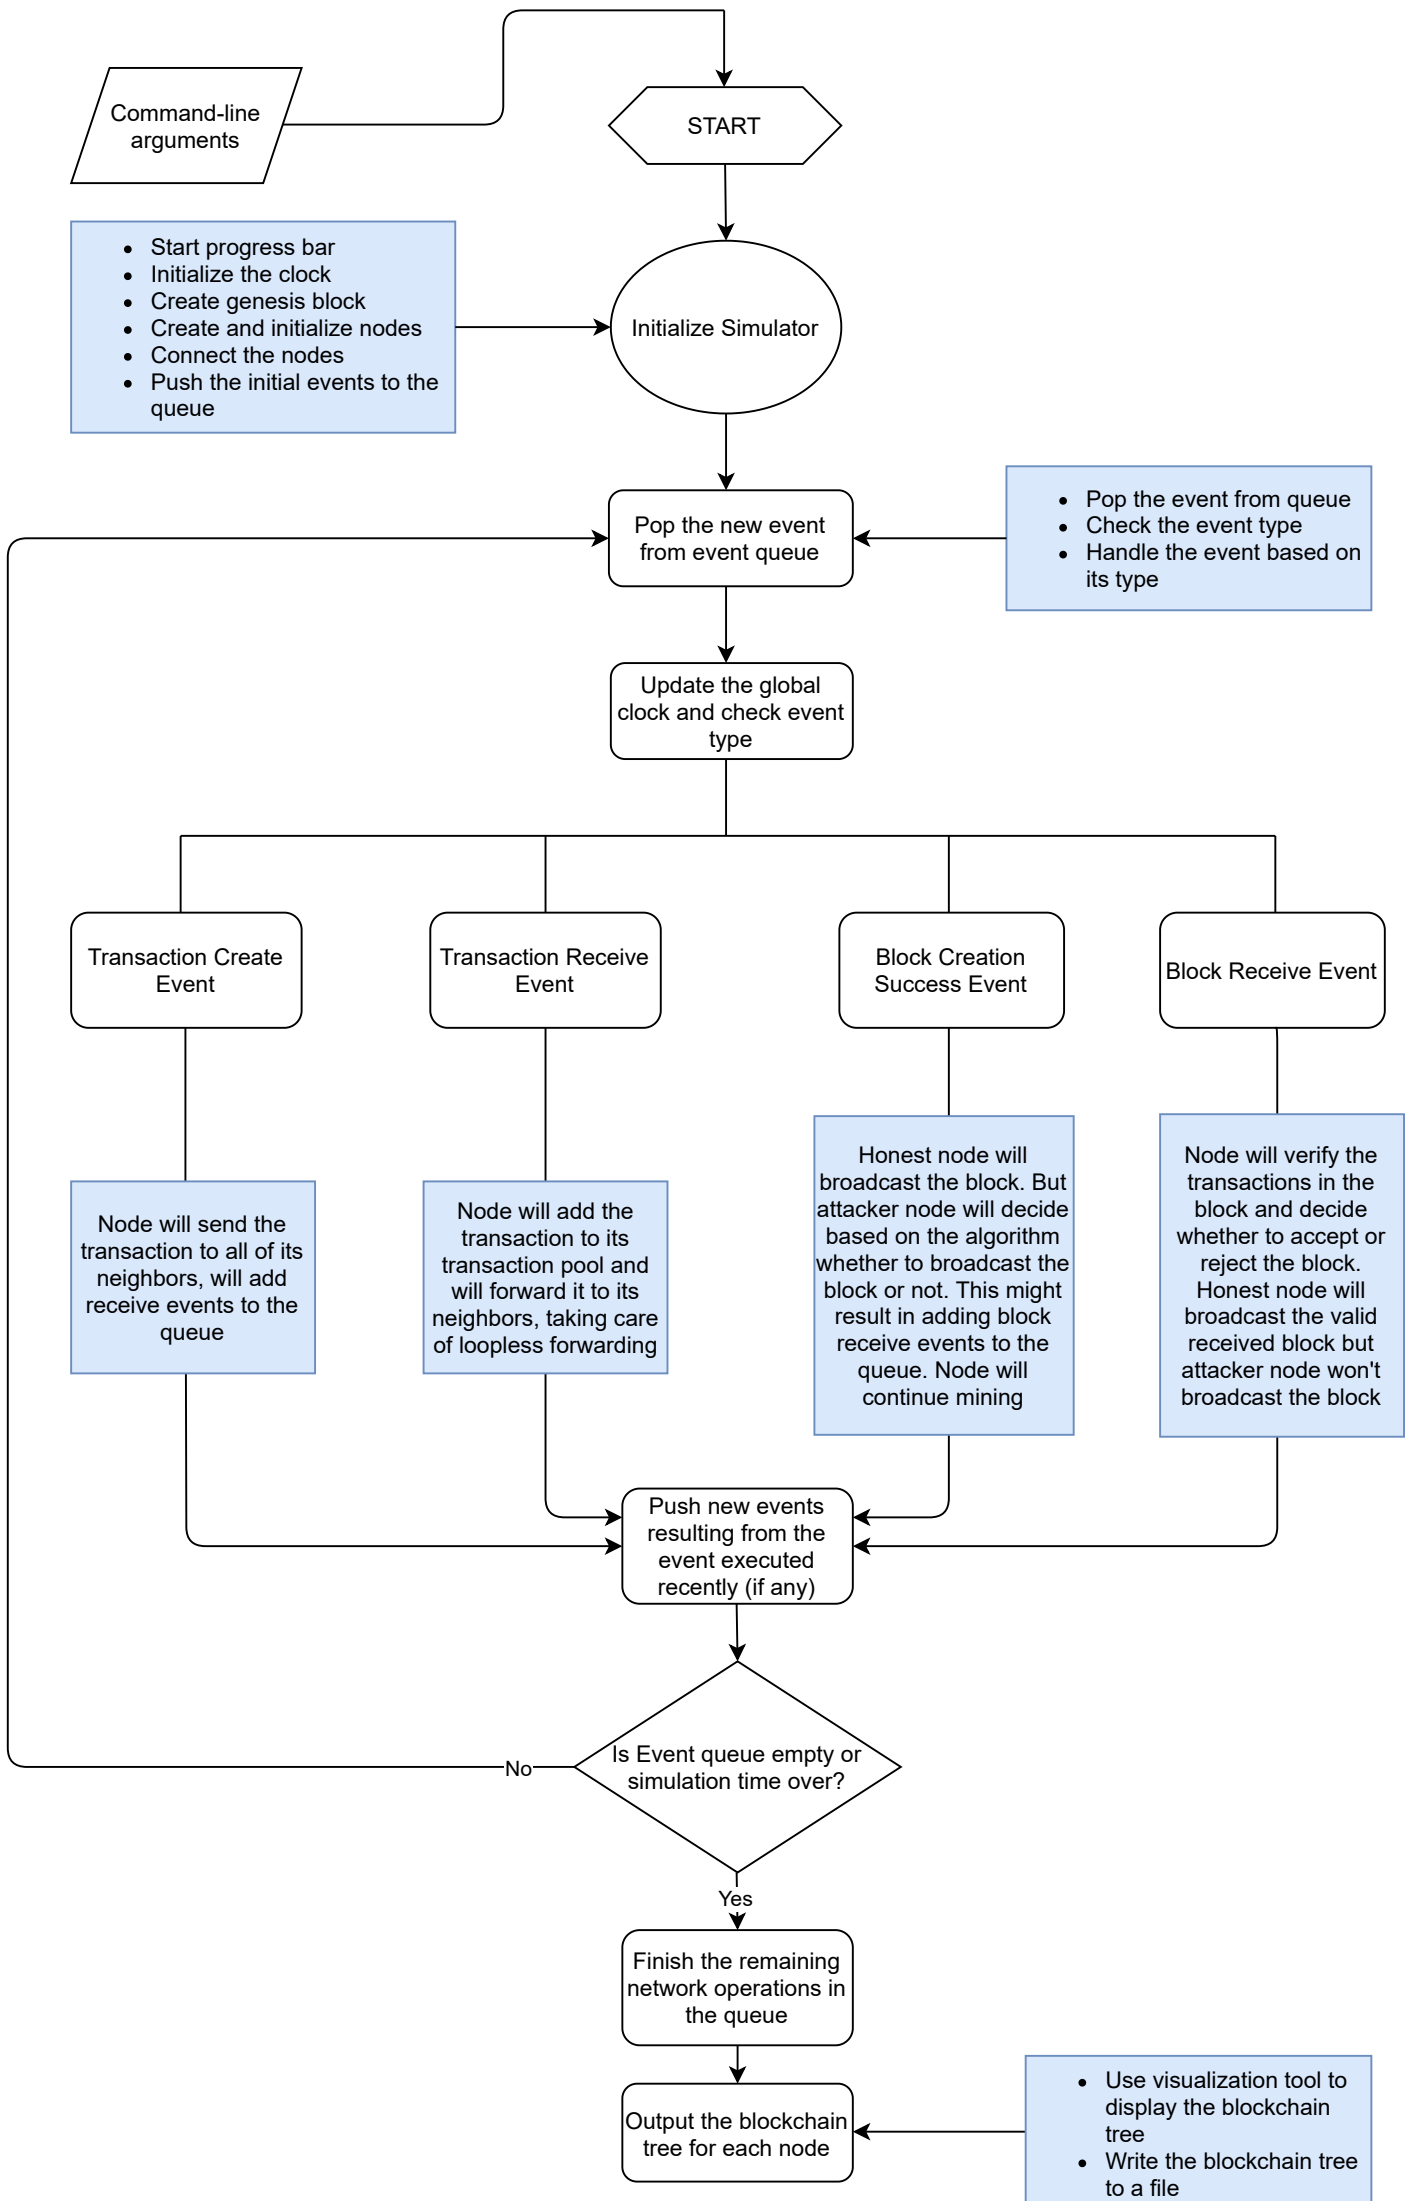 Command-line
arguments
START
• Start progress bar
• Initialize the clock
• Create genesis block
• Create and initialize nodes
• Connect the nodes
• Push the initial events to the
queue
Initialize Simulator
Pop the new event
from event queue
• Pop the event from queue
• Check the event type
• Handle the event based on
its type
Update the global
clock and check event
type
Transaction Create
Event
Transaction Receive
Event
Block Creation
Success Event
Block Receive Event
Node will send the
transaction to all of its
neighbors, will add
receive events to the
queue
Node will add the
transaction to its
transaction pool and
will forward it to its
neighbors, taking care
of loopless forwarding
Honest node will
broadcast the block. But
attacker node will decide
based on the algorithm
whether to broadcast the
block or not. This might
result in adding block
receive events to the
queue. Node will
continue mining
Node will verify the
transactions in the
block and decide
whether to accept or
reject the block.
Honest node will
broadcast the valid
received block but
attacker node won't
broadcast the block
Push new events
resulting from the
event executed
recently (if any)
Is Event queue empty or
simulation time over?
No
Yes
Finish the remaining
network operations in
the queue
Output the blockchain
tree for each node
• Use visualization tool to
display the blockchain
tree
• Write the blockchain tree
to a file